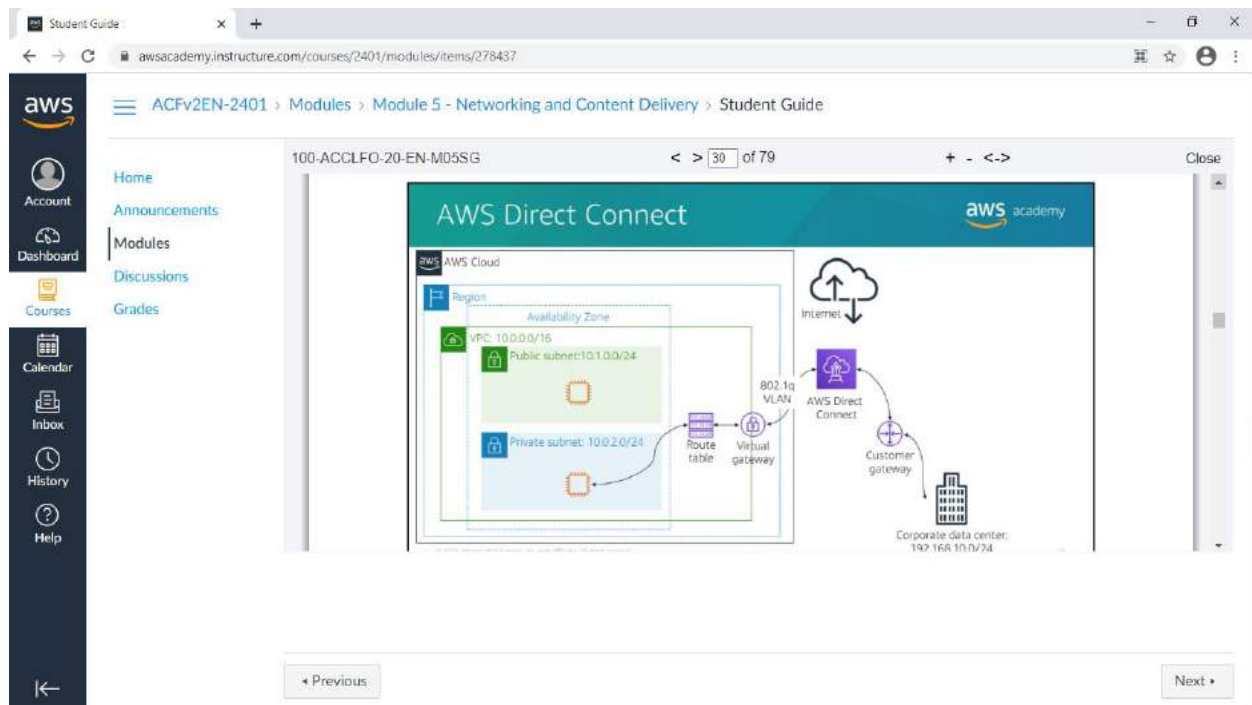 Student Guide
awsacademy.instructure.com/courses/2401/modules/items/278437
aws
ACFv2EN-2401 › Modules › Module 5 - Networking and Content Delivery › Student Guide
Account
Dashboard
Courses
Calendar
Inbox
History
Help
Home
Announcements
Modules
Discussions
Grades
100-ACCLFO-20-EN-M05SG
< > 30 of 79
+ - <->
Close
AWS Direct Connect
aws academy
aws AWS Cloud
Region
Availability Zone
VPC: 10.0.0.0/16
Public subnet:10.1.0.0/24
Private subnet: 10.0.2.0/24
Route
table
Virtual
gateway
802.1q
VLAN
Internet
AWS Direct
Connect
Customer
gateway
Corporate data center:
192.168.10.0/24
◂ Previous
Next ▸